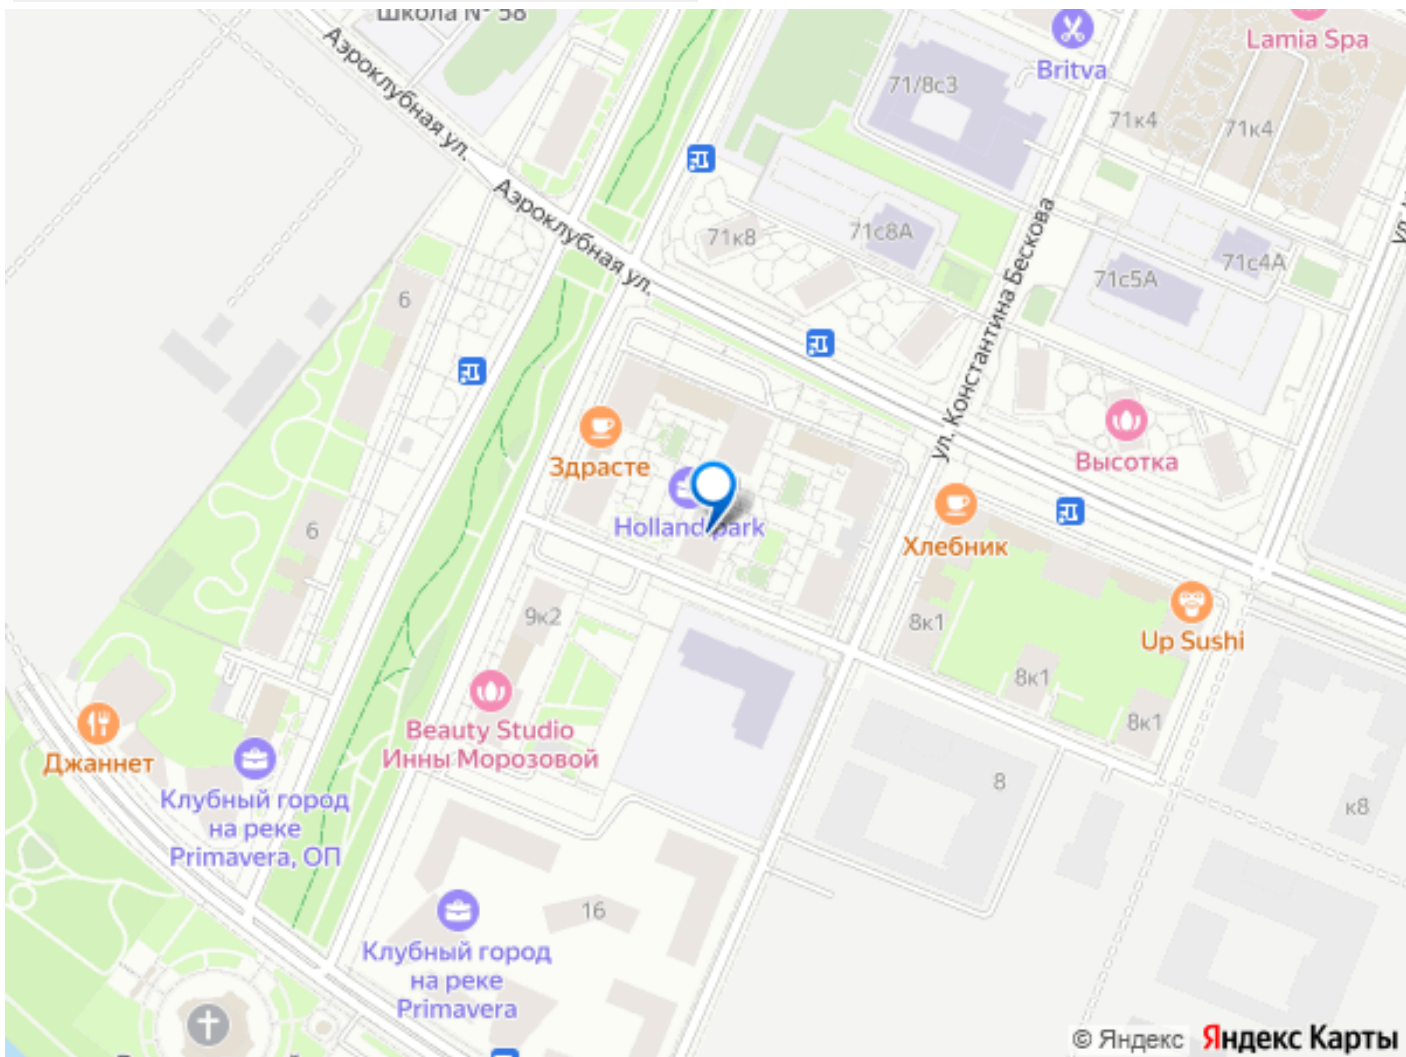 Школа № 58
Аэроклубная ул.
Britva
Lamia Spa
71/8с3
71к4
71к4
Аэроклубная ул.
71к8
71с8А
ул. Константина Бескова
71с4А
71с5А
6
Здрасте
Высотка
Holland park
Хлебник
6
9к2
8к1
Up Sushi
8к1
8к1
Beauty Studio
Инны Морозовой
Джаннет
Клубный город
на реке
Primavera, ОП
8
к8
16
Клубный город
на реке
Primavera
© Яндекс Яндекс Карты